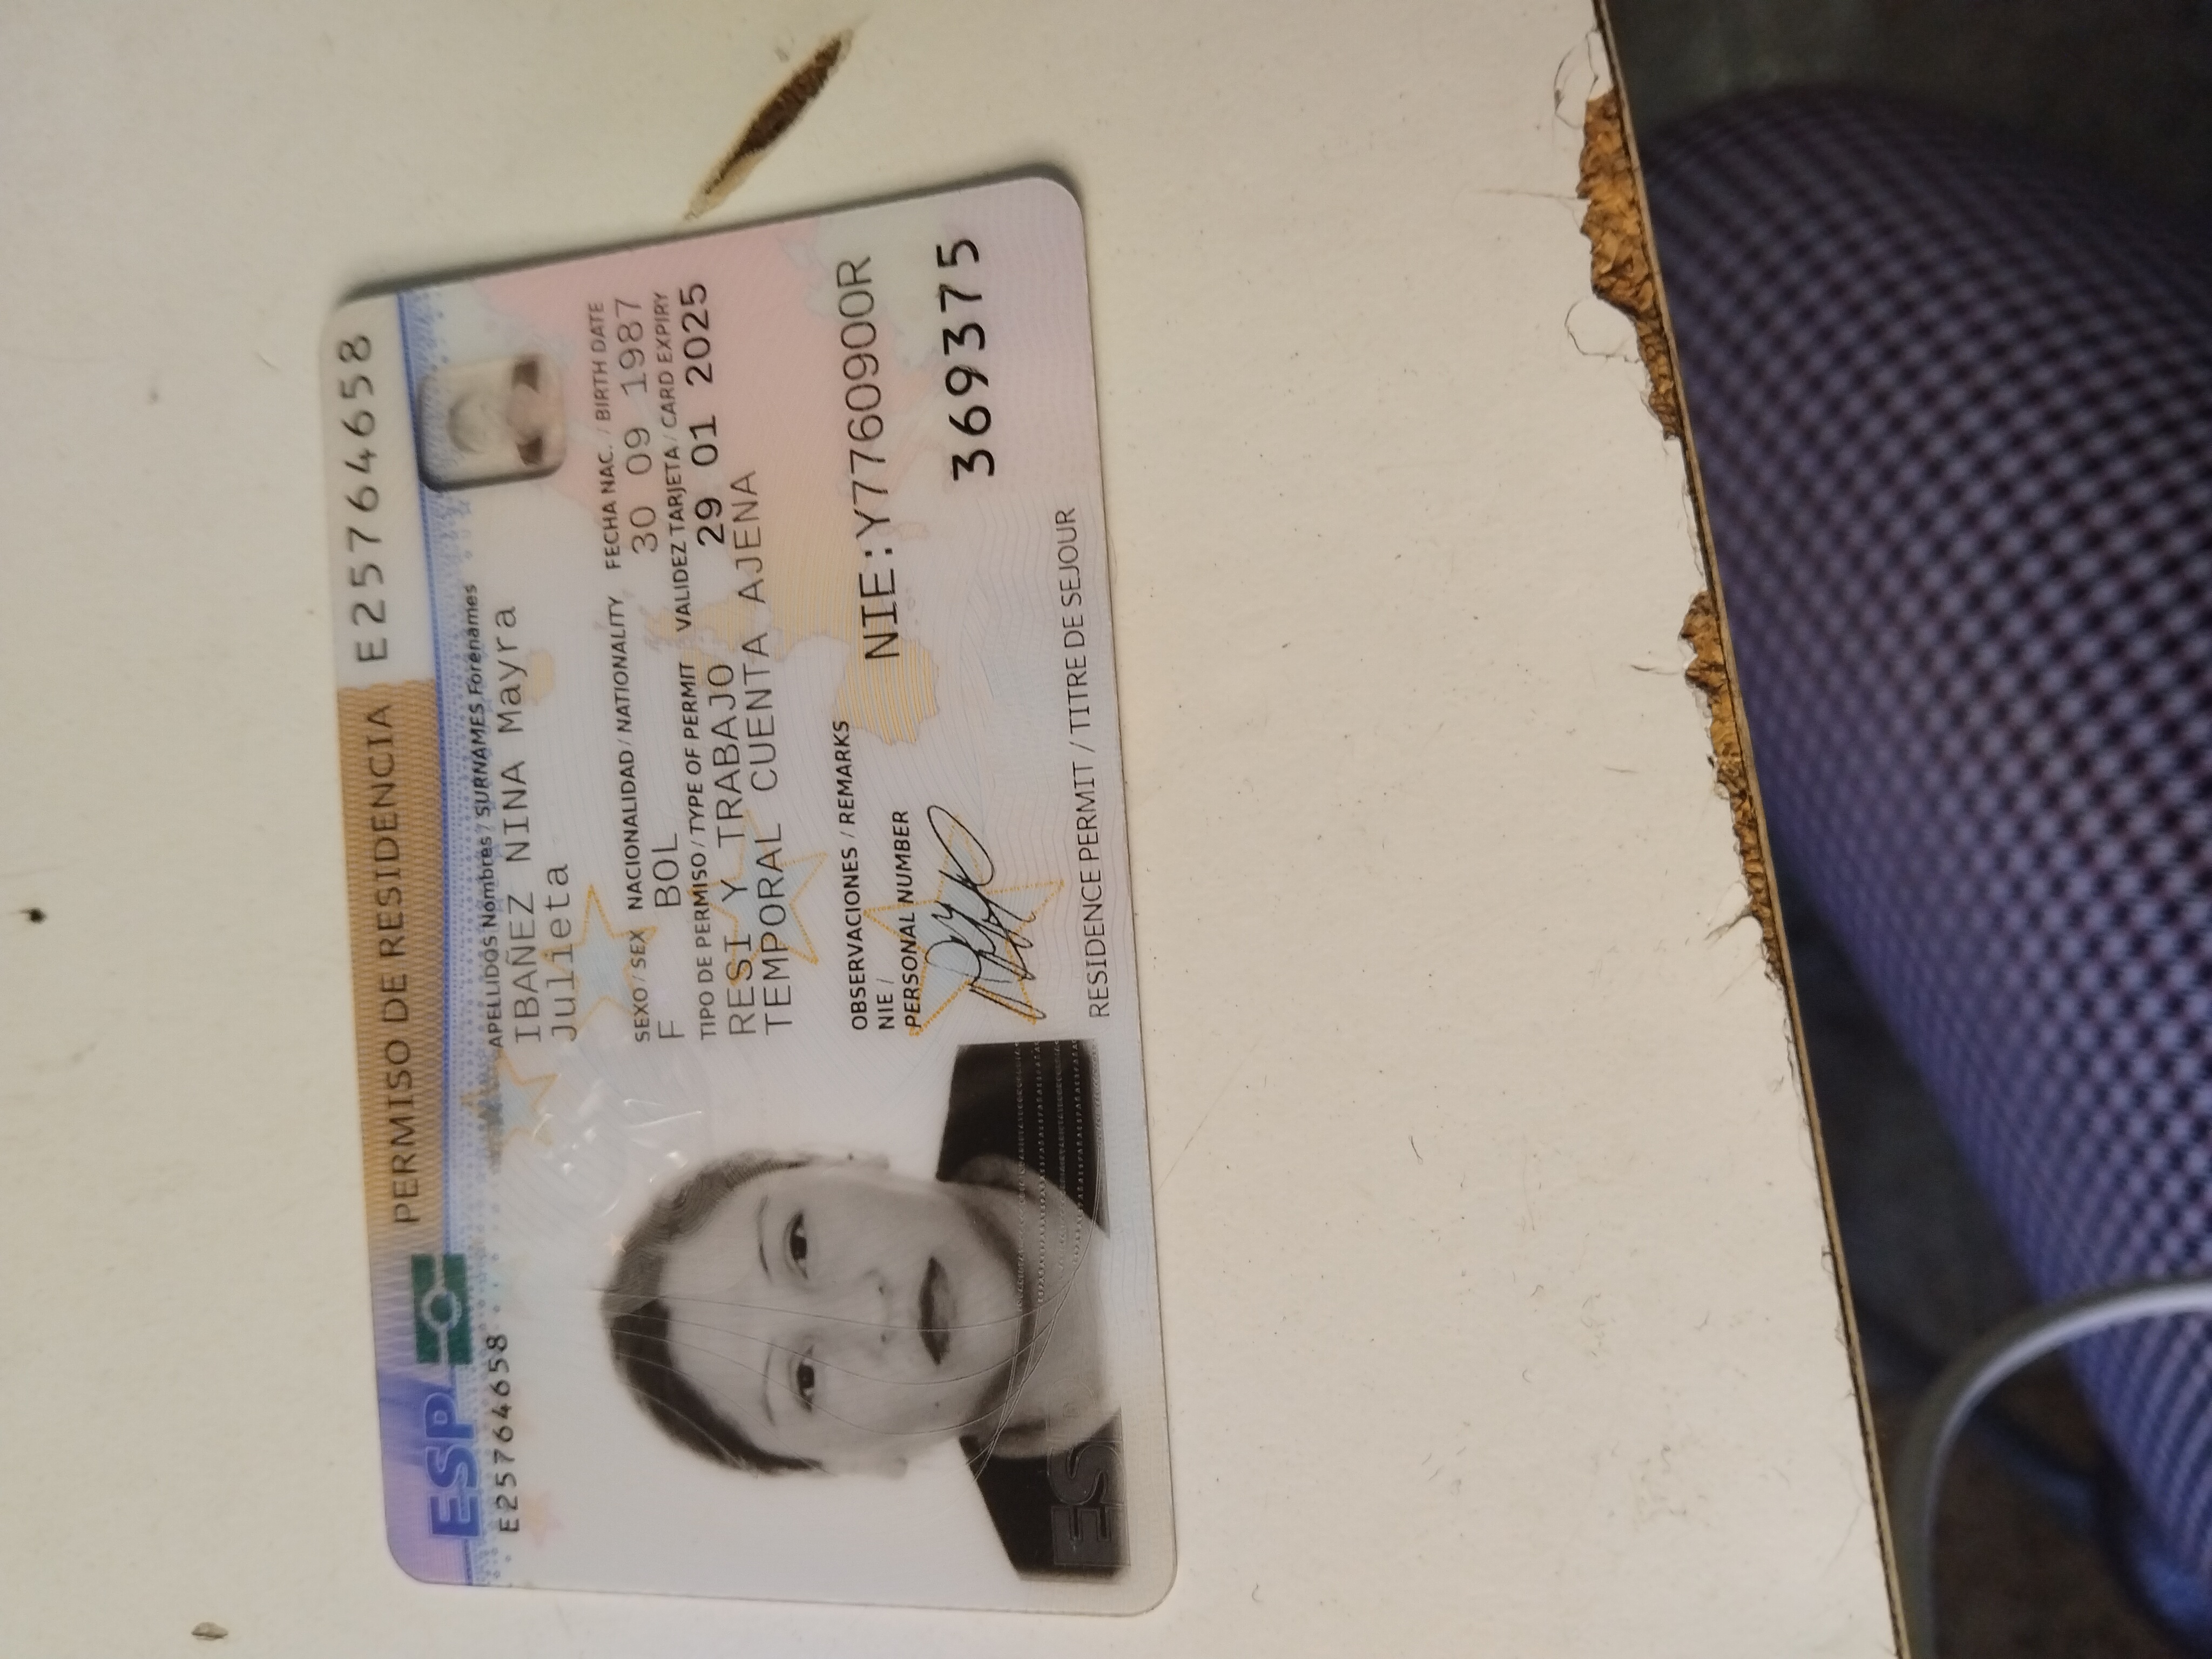 PERMISO DE RESIDENCIA E25764658
ESP
E25764658
APELLIDOS Nombres / SURNAMES Forenames
IBAÑEZ NINA Mayra
Julieta
SEXO / SEX NACIONALIDAD / NATIONALITY FECHA NAC. / BIRTH DATE
F BOL 30 09 1987
TIPO DE PERMISO / TYPE OF PERMIT VALIDEZ TARJETA / CARD EXPIRY
RESI Y TRABAJO 29 01 2025
TEMPORAL CUENTA AJENA
OBSERVACIONES / REMARKS
NIE /
PERSONAL NUMBER
NIE:Y7760900R
369375
ESP
RESIDENCE PERMIT / TITRE DE SEJOUR